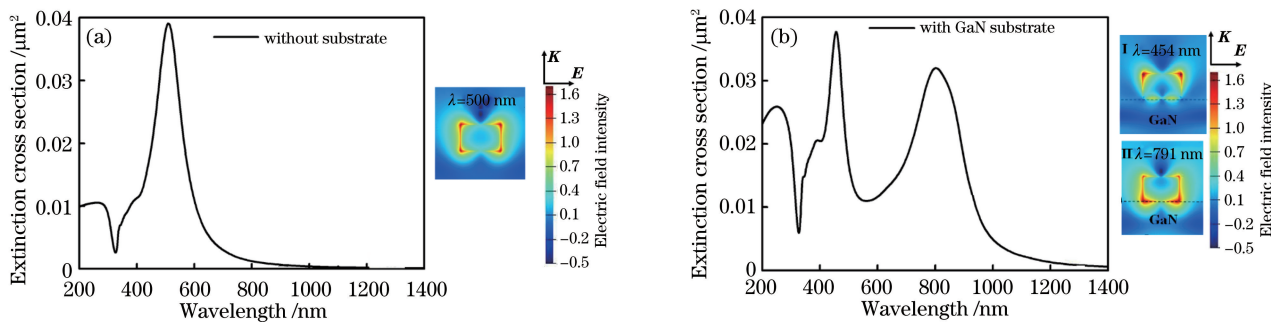 (a)
without substrate
Extinction cross section /μm²
0.04
0.03
0.02
0.01
0
200 400 600 800 1000 1200 1400
Wavelength /nm
K
E
λ=500 nm
1.6
1.3
1.0
0.7
0.4
0.1
−0.2
−0.5
Electric field intensity
(b)
with GaN substrate
Extinction cross section /μm²
0.04
0.03
0.02
0.01
0
200 400 600 800 1000 1200 1400
Wavelength /nm
K
E
I λ=454 nm
GaN
II λ=791 nm
GaN
1.6
1.3
1.0
0.7
0.4
0.1
−0.2
−0.5
Electric field intensity